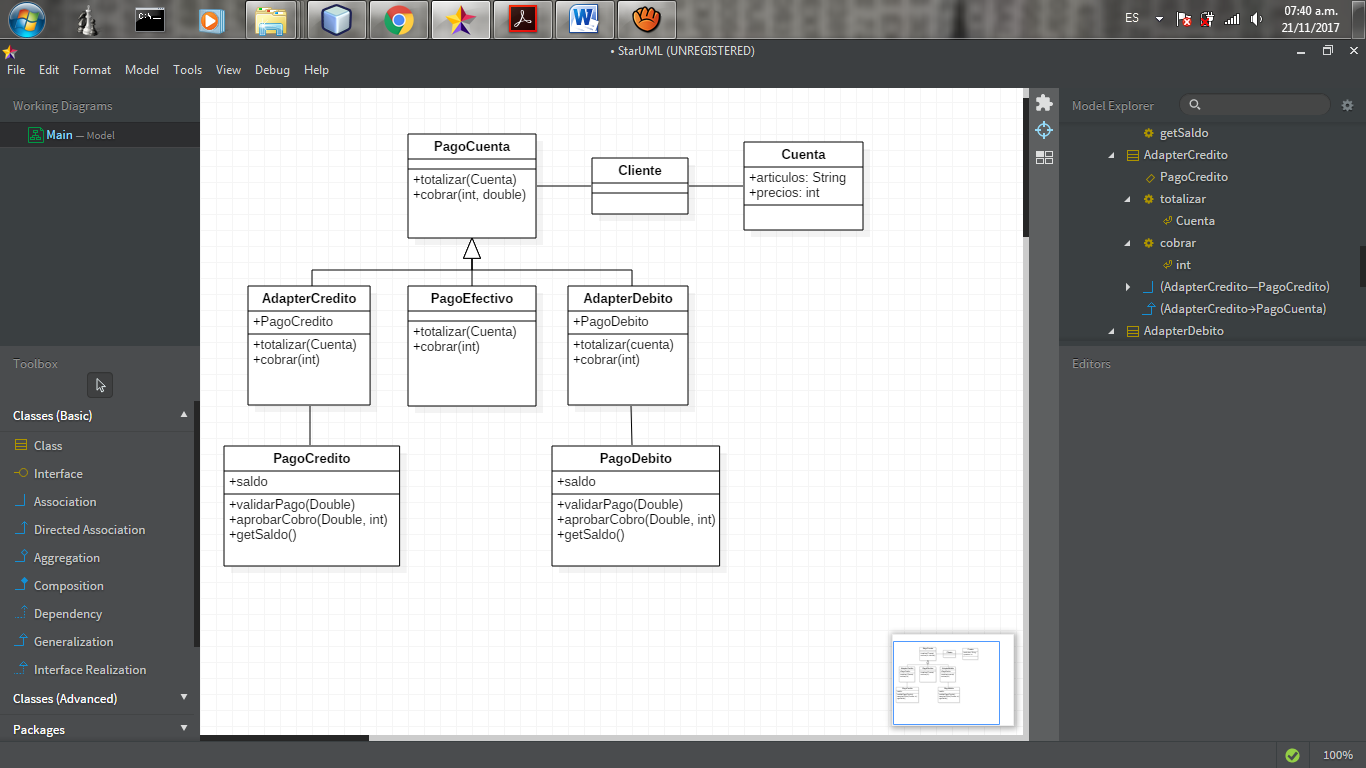 ES
07:40 a.m.
21/11/2017
C:\_
• StarUML (UNREGISTERED)
File Edit Format Model Tools View Debug Help
Working Diagrams
Main — Model
Toolbox
Classes (Basic)
Class
Interface
Association
Directed Association
Aggregation
Composition
Dependency
Generalization
Interface Realization
Classes (Advanced)
Packages
PagoCuenta
+totalizar(Cuenta)
+cobrar(int, double)
Cliente
Cuenta
+articulos: String
+precios: int
AdapterCredito
+PagoCredito
+totalizar(Cuenta)
+cobrar(int)
PagoEfectivo
+totalizar(Cuenta)
+cobrar(int)
AdapterDebito
+PagoDebito
+totalizar(cuenta)
+cobrar(int)
PagoCredito
+saldo
+validarPago(Double)
+aprobarCobro(Double, int)
+getSaldo()
PagoDebito
+saldo
+validarPago(Double)
+aprobarCobro(Double, int)
+getSaldo()
Model Explorer
getSaldo
AdapterCredito
PagoCredito
totalizar
Cuenta
cobrar
int
(AdapterCredito—PagoCredito)
(AdapterCredito→PagoCuenta)
AdapterDebito
Editors
100%